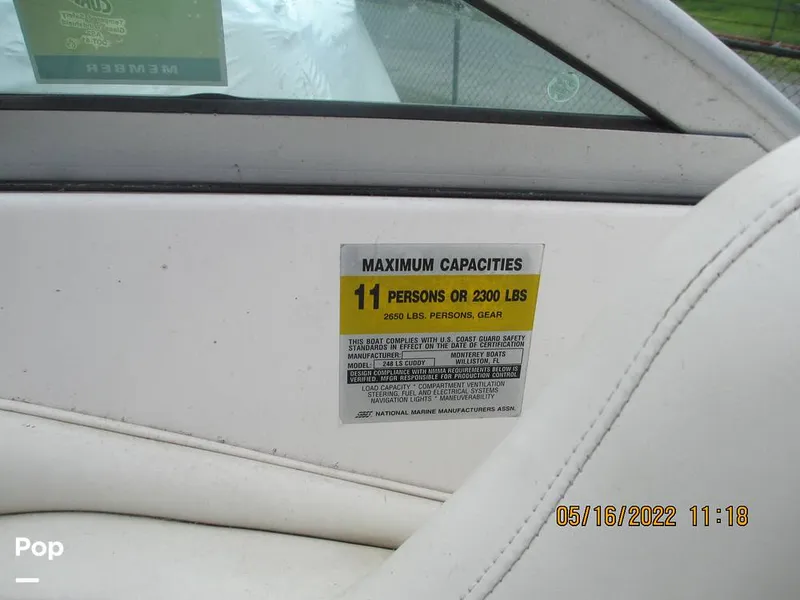 MEMBER
MAXIMUM CAPACITIES
11 PERSONS OR 2300 LBS
2650 LBS. PERSONS, GEAR
THIS BOAT COMPLIES WITH U.S. COAST GUARD SAFETY
STANDARDS IN EFFECT ON THE DATE OF CERTIFICATION
MANUFACTURER: MONTEREY BOATS
MODEL: 248 LS CUDDY WILLISTON, FL
DESIGN COMPLIANCE WITH NMMA REQUIREMENTS BELOW IS
VERIFIED. MFGR RESPONSIBLE FOR PRODUCTION CONTROL
LOAD CAPACITY * COMPARTMENT VENTILATION
STEERING, FUEL AND ELECTRICAL SYSTEMS
NAVIGATION LIGHTS * MANEUVERABILITY
NATIONAL MARINE MANUFACTURERS ASSN.
05/16/2022 11:18
Pop